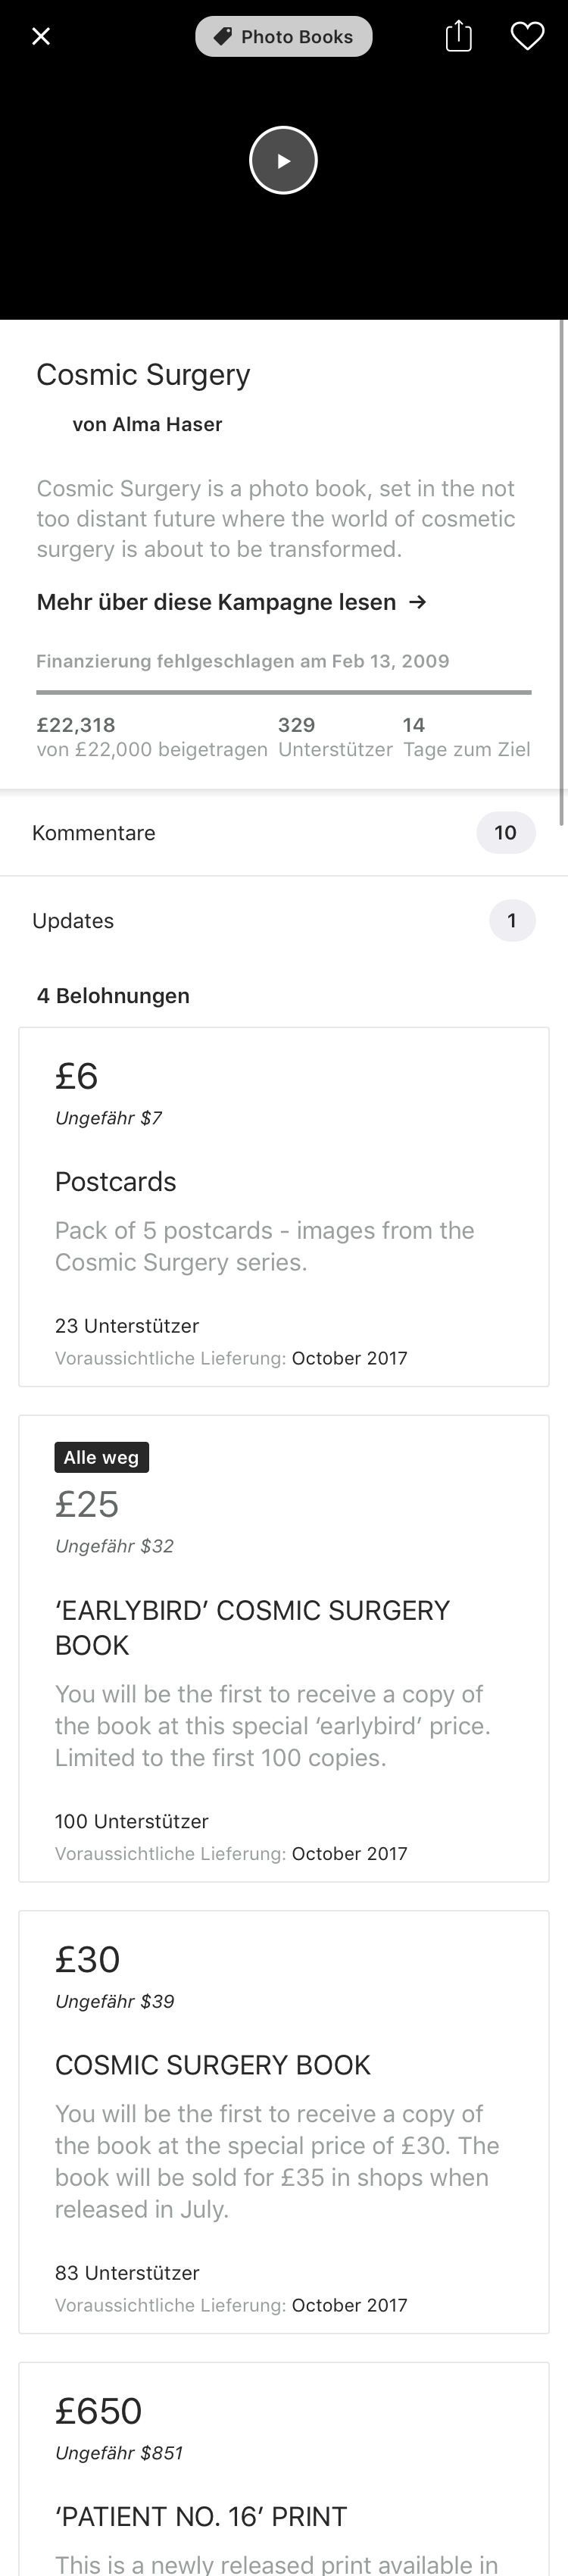 Photo Books
Cosmic Surgery
von Alma Haser
Cosmic Surgery is a photo book, set in the not
too distant future where the world of cosmetic
surgery is about to be transformed.
Mehr über diese Kampagne lesen →
Finanzierung fehlgeschlagen am Feb 13, 2009
£22,318 329 14
von £22,000 beigetragen Unterstützer Tage zum Ziel
Kommentare 10
Updates 1
4 Belohnungen
£6
Ungefähr $7
Postcards
Pack of 5 postcards - images from the
Cosmic Surgery series.
23 Unterstützer
Voraussichtliche Lieferung: October 2017
Alle weg
£25
Ungefähr $32
‘EARLYBIRD’ COSMIC SURGERY
BOOK
You will be the first to receive a copy of
the book at this special ‘earlybird’ price.
Limited to the first 100 copies.
100 Unterstützer
Voraussichtliche Lieferung: October 2017
£30
Ungefähr $39
COSMIC SURGERY BOOK
You will be the first to receive a copy of
the book at the special price of £30. The
book will be sold for £35 in shops when
released in July.
83 Unterstützer
Voraussichtliche Lieferung: October 2017
£650
Ungefähr $851
‘PATIENT NO. 16’ PRINT
This is a newly released print available in